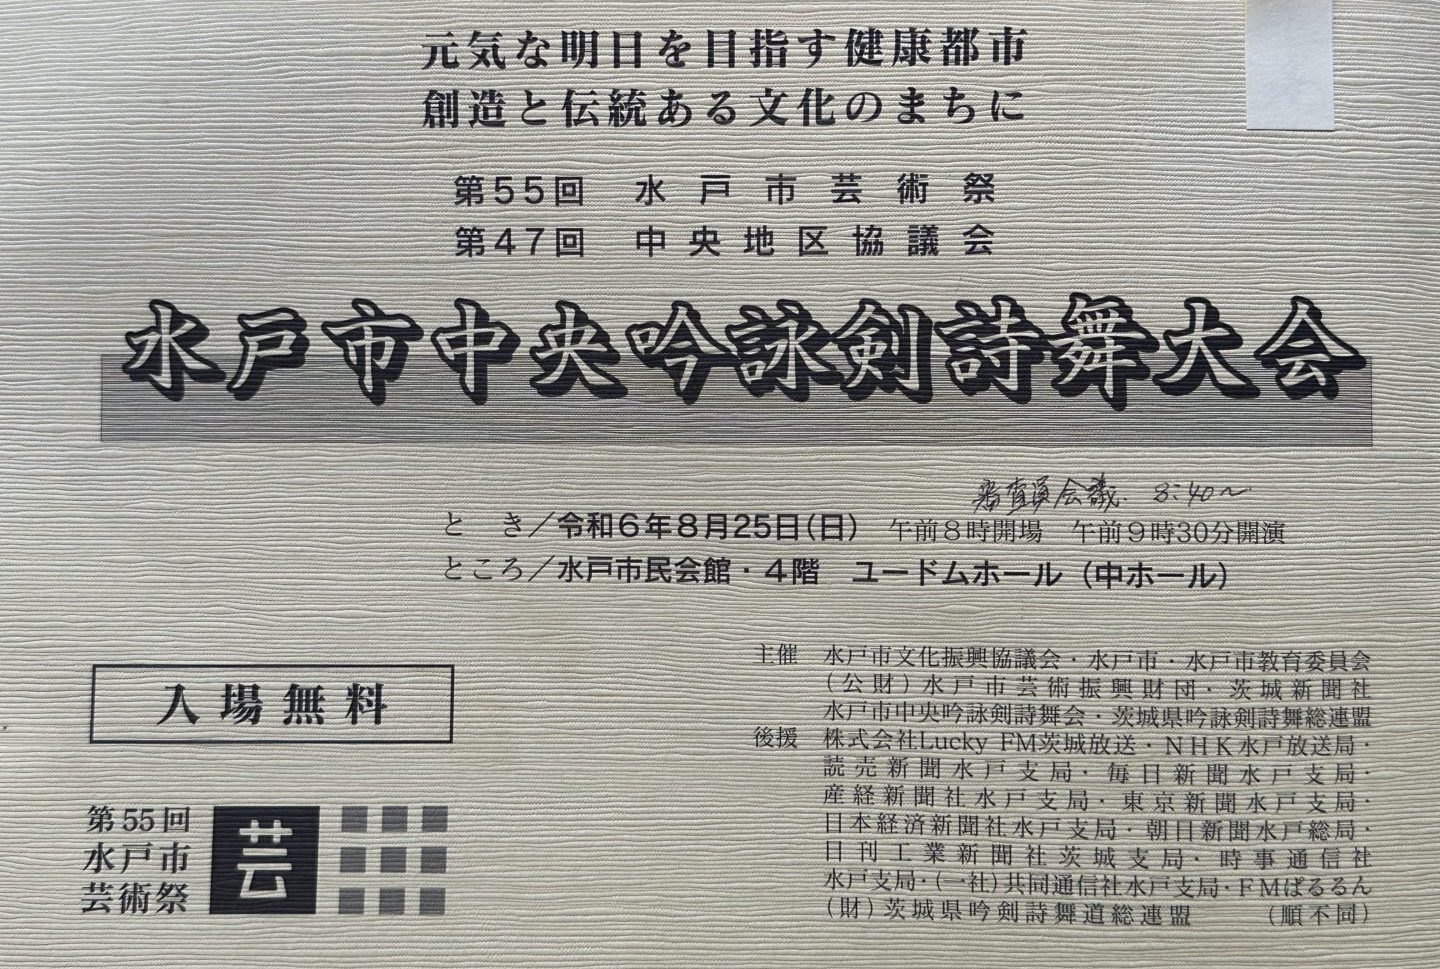 元気な明日を目指す健康都市
創造と伝統ある文化のまちに
第55回 水戸市芸術祭
第47回 中央地区協議会
水戸市中央吟詠剣詩舞大会
審査員会議 8:40〜
と き／令和6年8月25日(日) 午前8時開場 午前9時30分開演
ところ／水戸市民会館・4階 ユードムホール（中ホール）
入場無料
主催 水戸市文化振興協議会・水戸市・水戸市教育委員会
(公財)水戸市芸術振興財団・茨城新聞社
水戸市中央吟詠剣詩舞会・茨城県吟詠剣詩舞総連盟
後援 株式会社Lucky FM茨城放送・NHK水戸放送局・
読売新聞水戸支局・毎日新聞水戸支局・
産経新聞社水戸支局・東京新聞水戸支局・
日本経済新聞社水戸支局・朝日新聞水戸総局・
日刊工業新聞社茨城支局・時事通信社
水戸支局・(一社)共同通信社水戸支局・FMぱるるん
(財)茨城県吟剣詩舞道総連盟 (順不同)
第55回
水戸市
芸術祭
芸